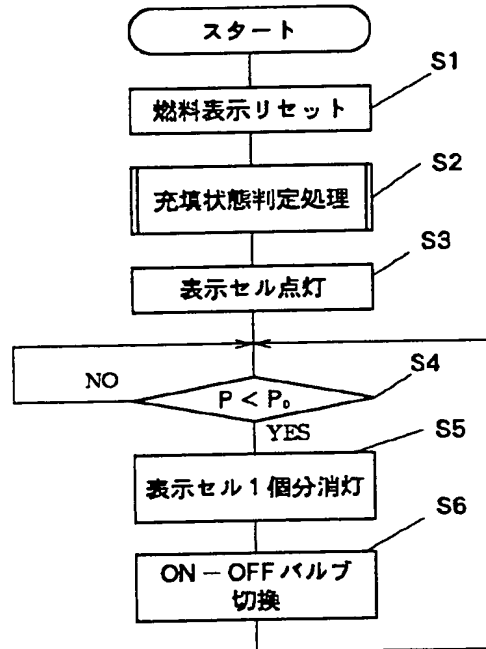 スタート
S1
燃料表示リセット
S2
充填状態判定処理
S3
表示セル点灯
S4
NO
P < P₀
YES
S5
表示セル1個分消灯
S6
ON－OFFバルブ
切換